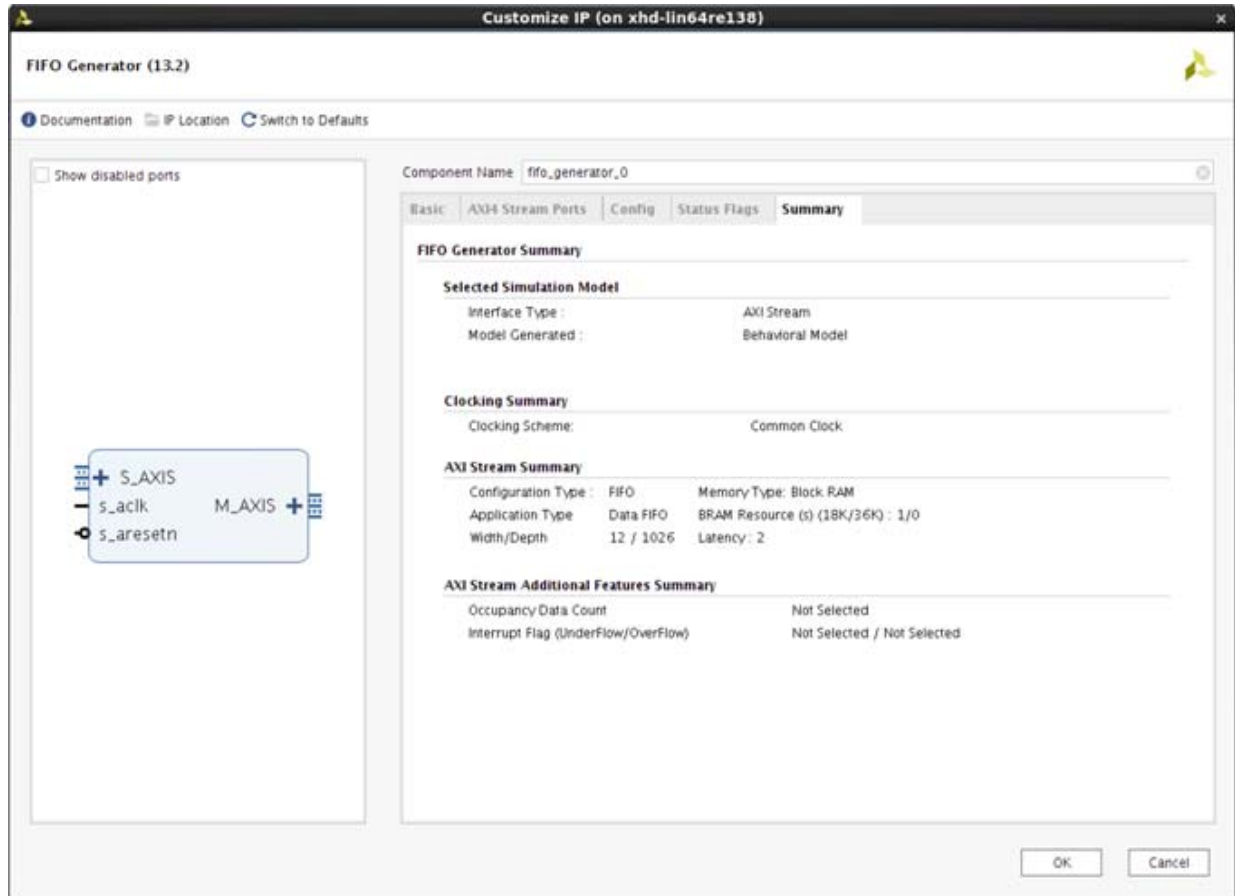 Customize IP (on xhd-lin64re138)
FIFO Generator (13.2)
Documentation IP Location Switch to Defaults
Show disabled ports
S_AXIS
s_aclk M_AXIS
s_aresetn
Component Name fifo_generator_0
Basic AXI4 Stream Ports Config Status Flags Summary
FIFO Generator Summary
Selected Simulation Model
Interface Type : AXI Stream
Model Generated : Behavioral Model
Clocking Summary
Clocking Scheme: Common Clock
AXI Stream Summary
Configuration Type : FIFO Memory Type: Block RAM
Application Type Data FIFO BRAM Resource (s) (18K/36K) : 1/0
Width/Depth 12 / 1026 Latency : 2
AXI Stream Additional Features Summary
Occupancy Data Count Not Selected
Interrupt Flag (UnderFlow/OverFlow) Not Selected / Not Selected
OK Cancel